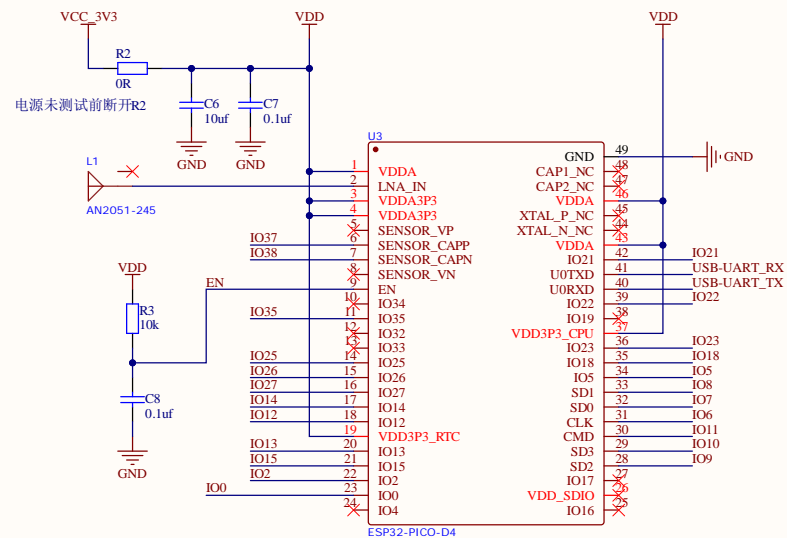 VCC_3V3
VDD
VDD
R2
0R
电源未测试前断开R2
C6
10uf
C7
0.1uf
GND
GND
L1
AN2051-245
U3
1 VDDA
2 LNA_IN
3 VDDA3P3
4 VDDA3P3
5 SENSOR_VP
IO37 6 SENSOR_CAPP
IO38 7 SENSOR_CAPN
8 SENSOR_VN
EN 9 EN
10 IO34
IO35 11 IO35
12 IO32
13 IO33
IO25 14 IO25
IO26 15 IO26
IO27 16 IO27
IO14 17 IO14
IO12 18 IO12
19 VDD3P3_RTC
IO13 20 IO13
IO15 21 IO15
IO2 22 IO2
IO0 23 IO0
24 IO4
GND 49 GND
CAP1_NC 48
CAP2_NC 47
VDDA 46
XTAL_P_NC 45
XTAL_N_NC 44
VDDA 43
IO21 42 IO21
U0TXD 41 USB-UART_RX
U0RXD 40 USB-UART_TX
IO22 39 IO22
IO19 38
VDD3P3_CPU 37
IO23 36 IO23
IO18 35 IO18
IO5 34 IO5
SD1 33 IO8
SD0 32 IO7
CLK 31 IO6
CMD 30 IO11
SD3 29 IO10
SD2 28 IO9
IO17 27
VDD_SDIO 26
IO16 25
ESP32-PICO-D4
VDD
R3
10k
C8
0.1uf
GND